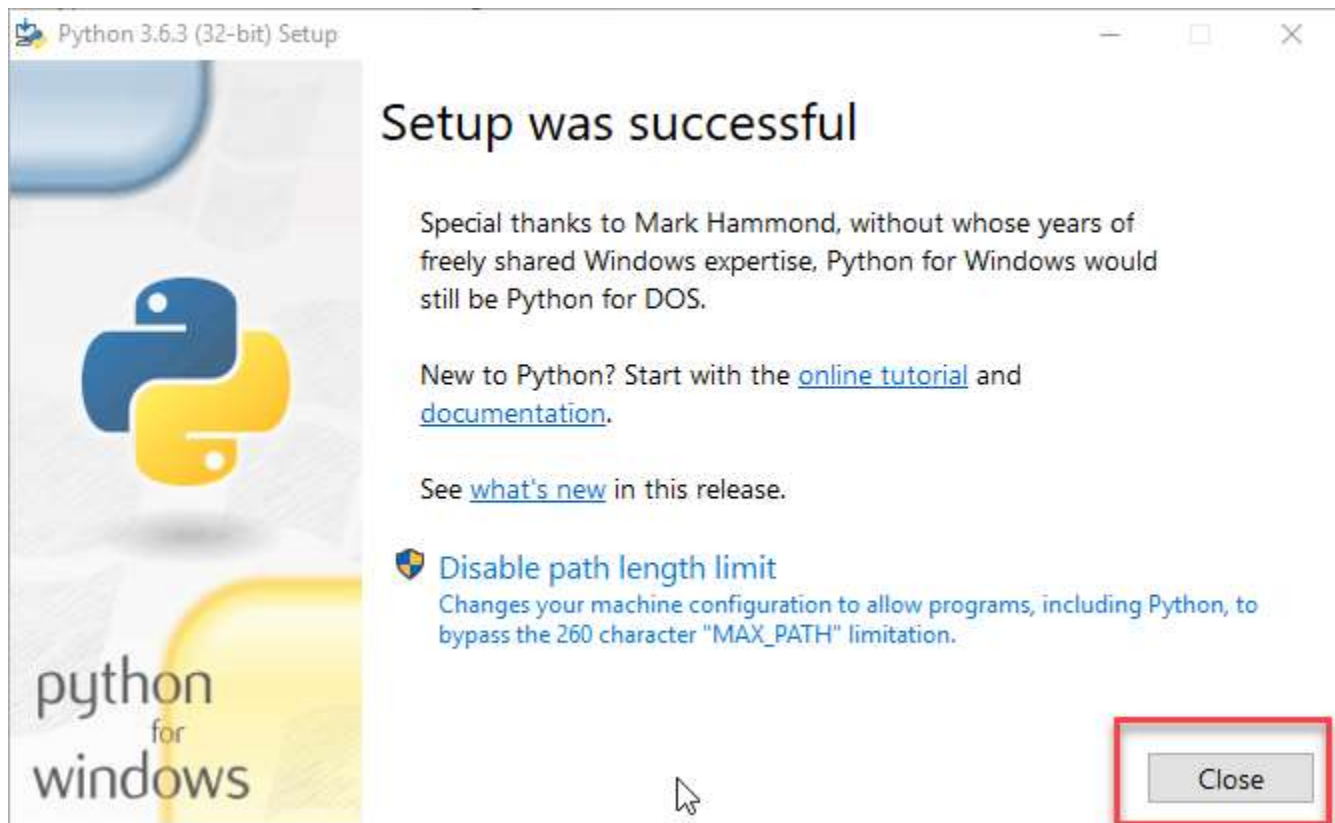 Python 3.6.3 (32-bit) Setup
Setup was successful
Special thanks to Mark Hammond, without whose years of
freely shared Windows expertise, Python for Windows would
still be Python for DOS.
New to Python? Start with the online tutorial and
documentation.
See what's new in this release.
Disable path length limit
Changes your machine configuration to allow programs, including Python, to
bypass the 260 character "MAX_PATH" limitation.
python
for
windows
Close